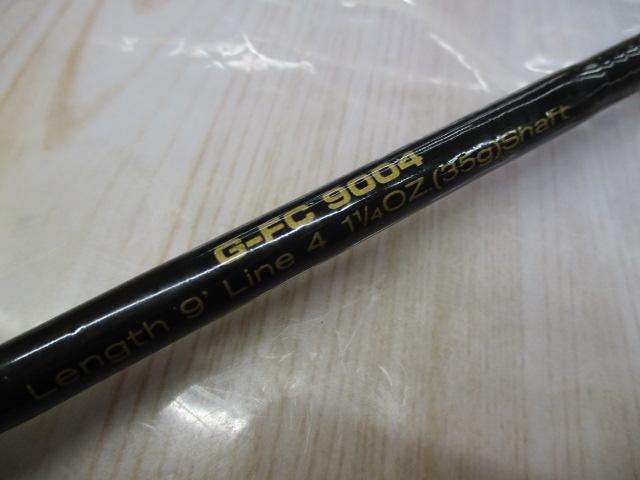 G-FC 9004
Length 9' Line 4 1¼OZ.(35g)Shaft